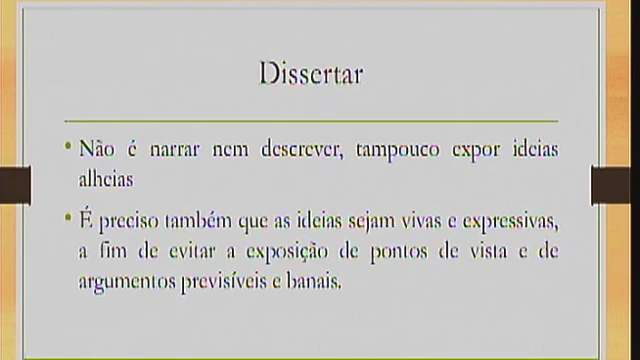 Dissertar
• Não é narrar nem descrever, tampouco expor ideias
alheias
• É preciso também que as ideias sejam vivas e expressivas,
a fim de evitar a exposição de pontos de vista e de
argumentos previsíveis e banais.